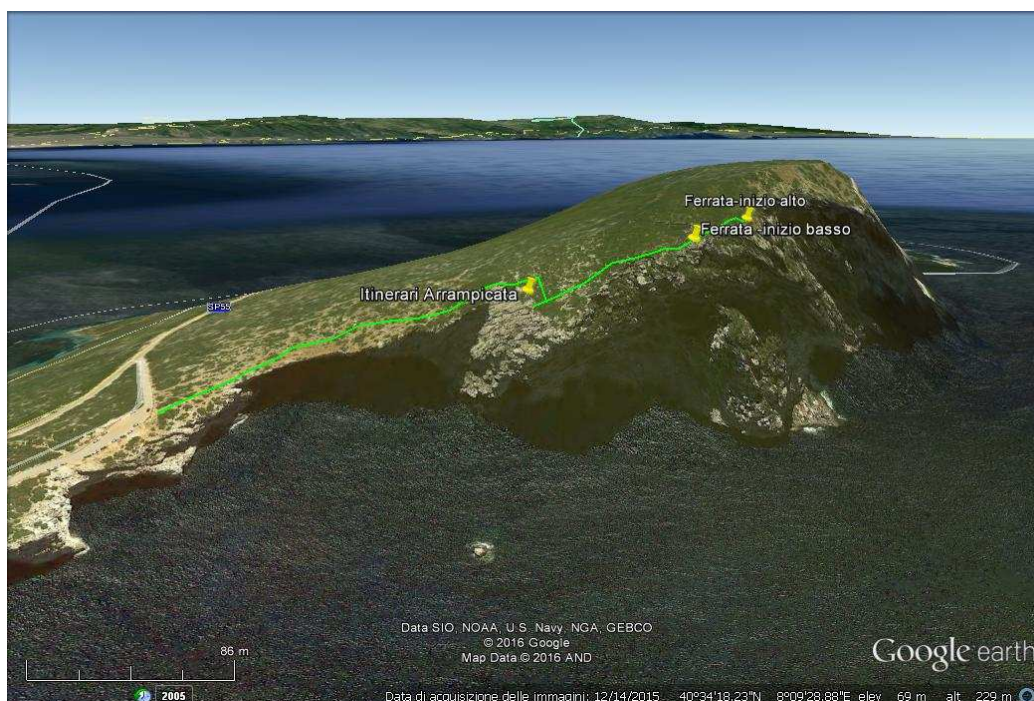 Ferrata-inizio alto
Ferrata -inizio basso
Itinerari Arrampicata
SP55
Data SIO, NOAA, U.S. Navy, NGA, GEBCO
© 2016 Google
Map Data © 2016 AND
Google earth
86 m
2005
Data di acquisizione delle immagini: 12/14/2015 40°34'18.23"N 8°09'28.88"E elev 69 m alt 229 m